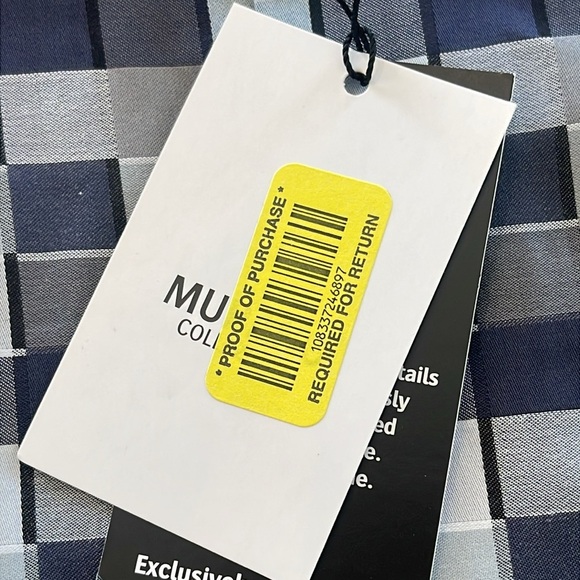 * PROOF OF PURCHASE *
108337246897
REQUIRED FOR RETURN
MU
COLL
tails
sly
ed
e.
e.
Exclusivel